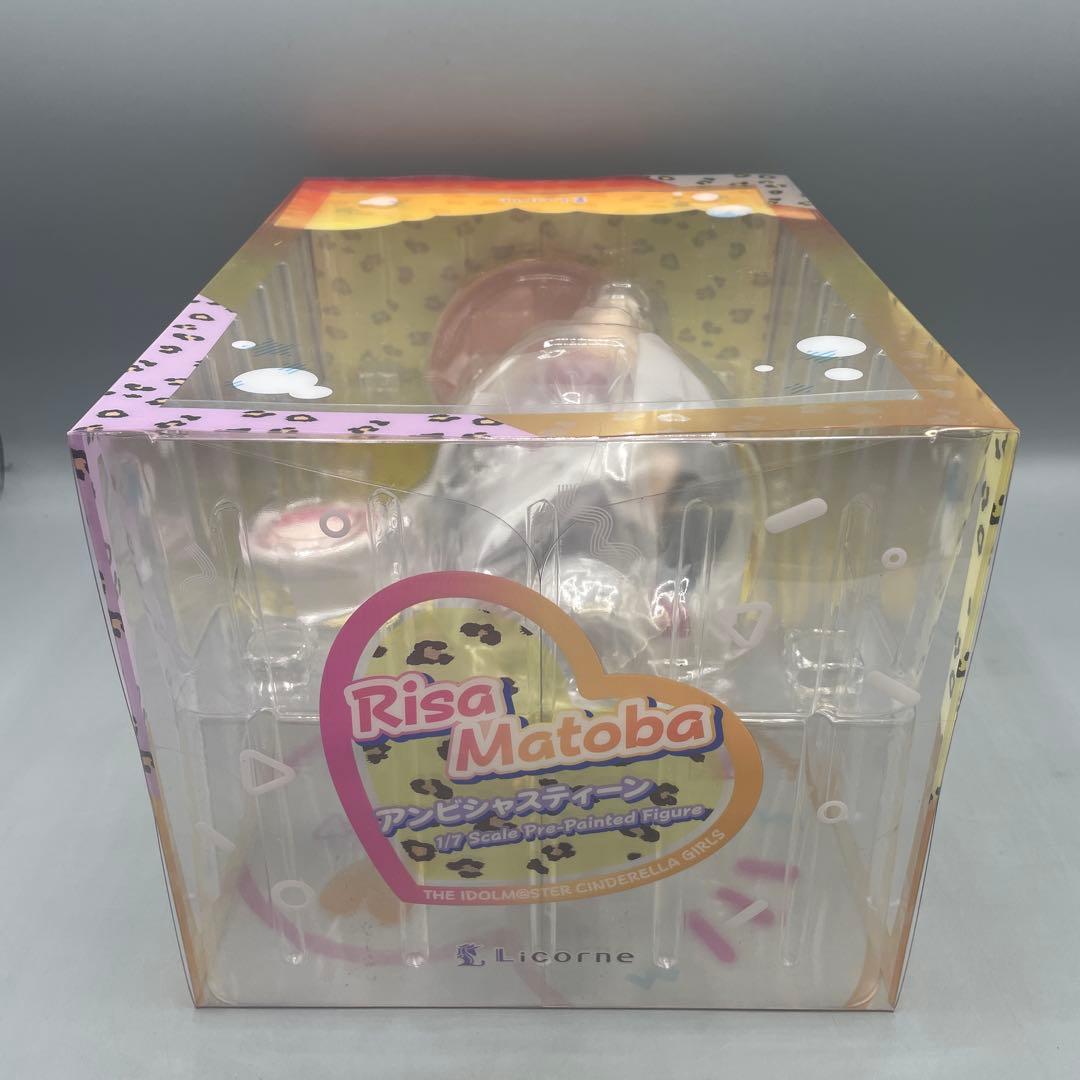 Licorne
Risa
Matoba
アンビシャスティーン
1/7 Scale Pre-Painted Figure
THE IDOLM@STER CINDERELLA GIRLS
Licorne